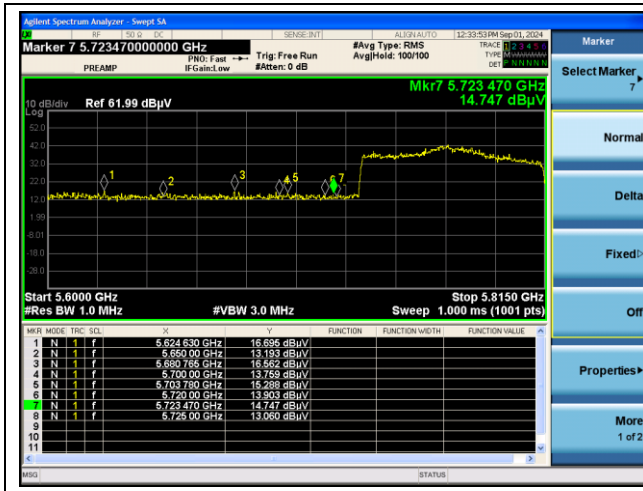 Agilent Spectrum Analyzer - Swept SA
RF 50 Ω DC SENSE:INT ALIGN AUTO 12:33:53 PM Sep 01, 2024
Marker 7 5.723470000000 GHz
PREAMP
PNO: Fast
IFGain:Low
Trig: Free Run
#Atten: 0 dB
#Avg Type: RMS
Avg|Hold: 100/100
TRACE 1 2 3 4 5 6
TYPE
DET P N N N N N
Mkr7 5.723 470 GHz
14.747 dBµV
10 dB/div Ref 61.99 dBµV
Log
52.0
42.0
32.0
22.0
12.0
1.99
-8.01
-18.0
-28.0
1 2 3 4 5 6 7
Start 5.6000 GHz Stop 5.8150 GHz
#Res BW 1.0 MHz #VBW 3.0 MHz Sweep 1.000 ms (1001 pts)
MKR MODE TRC SCL X Y FUNCTION FUNCTION WIDTH FUNCTION VALUE
1 N 1 f 5.624 630 GHz 16.695 dBµV
2 N 1 f 5.650 00 GHz 13.193 dBµV
3 N 1 f 5.680 765 GHz 16.562 dBµV
4 N 1 f 5.700 00 GHz 13.759 dBµV
5 N 1 f 5.703 780 GHz 15.288 dBµV
6 N 1 f 5.720 00 GHz 13.903 dBµV
7 N 1 f 5.723 470 GHz 14.747 dBµV
8 N 1 f 5.725 00 GHz 13.060 dBµV
9
10
11
MSG STATUS
Marker
Select Marker
7
Normal
Delta
Fixed
Off
Properties
More
1 of 2